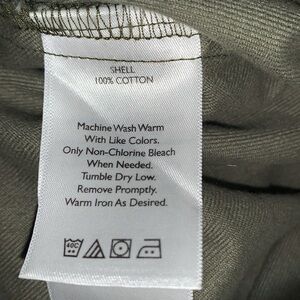 SHELL
100% COTTON
Machine Wash Warm
With Like Colors.
Only Non-Chlorine Bleach
When Needed.
Tumble Dry Low.
Remove Promptly.
Warm Iron As Desired.
40C